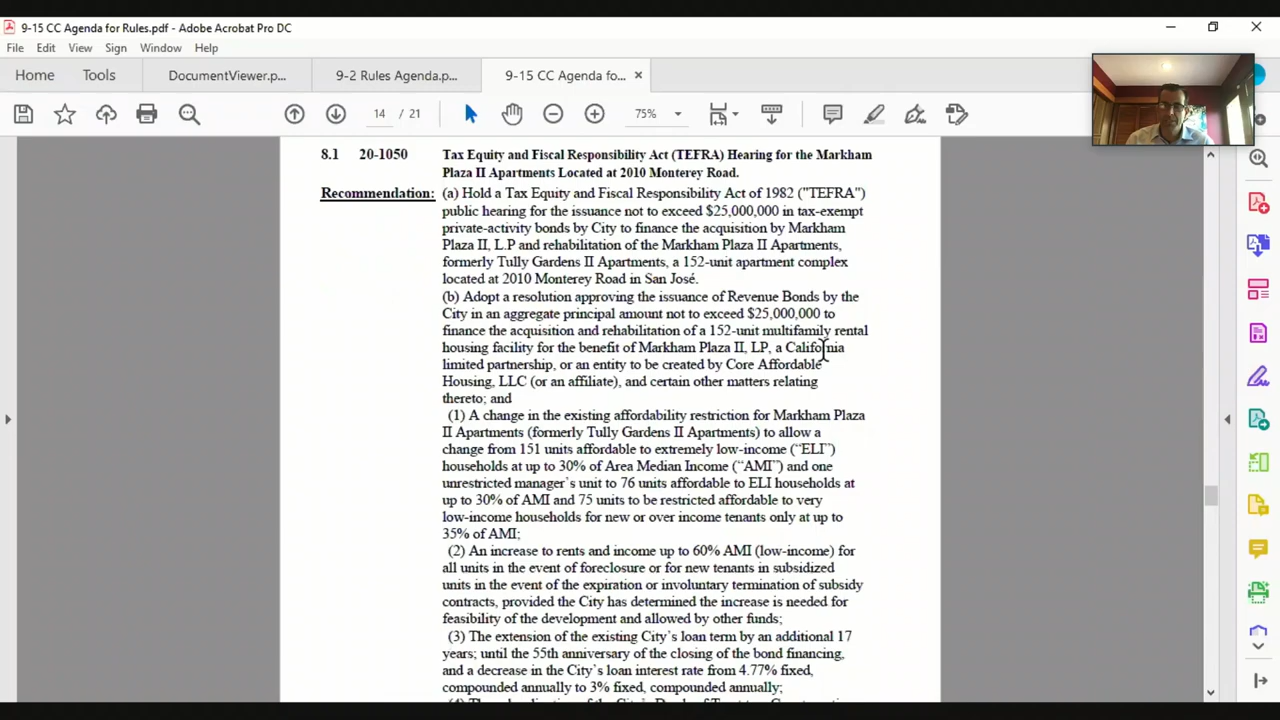 9-15 CC Agenda for Rules.pdf - Adobe Acrobat Pro DC
File Edit View Sign Window Help
Home Tools DocumentViewer.p... 9-2 Rules Agenda.p... 9-15 CC Agenda fo... ×
14 / 21 75%
8.1 20-1050 Tax Equity and Fiscal Responsibility Act (TEFRA) Hearing for the Markham
Plaza II Apartments Located at 2010 Monterey Road.
Recommendation: (a) Hold a Tax Equity and Fiscal Responsibility Act of 1982 ("TEFRA")
public hearing for the issuance not to exceed $25,000,000 in tax-exempt
private-activity bonds by City to finance the acquisition by Markham
Plaza II, L.P and rehabilitation of the Markham Plaza II Apartments,
formerly Tully Gardens II Apartments, a 152-unit apartment complex
located at 2010 Monterey Road in San José.
(b) Adopt a resolution approving the issuance of Revenue Bonds by the
City in an aggregate principal amount not to exceed $25,000,000 to
finance the acquisition and rehabilitation of a 152-unit multifamily rental
housing facility for the benefit of Markham Plaza II, LP, a California
limited partnership, or an entity to be created by Core Affordable
Housing, LLC (or an affiliate), and certain other matters relating
thereto; and
(1) A change in the existing affordability restriction for Markham Plaza
II Apartments (formerly Tully Gardens II Apartments) to allow a
change from 151 units affordable to extremely low-income (“ELI”)
households at up to 30% of Area Median Income (“AMI”) and one
unrestricted manager’s unit to 76 units affordable to ELI households at
up to 30% of AMI and 75 units to be restricted affordable to very
low-income households for new or over income tenants only at up to
35% of AMI;
(2) An increase to rents and income up to 60% AMI (low-income) for
all units in the event of foreclosure or for new tenants in subsidized
units in the event of the expiration or involuntary termination of subsidy
contracts, provided the City has determined the increase is needed for
feasibility of the development and allowed by other funds;
(3) The extension of the existing City’s loan term by an additional 17
years; until the 55th anniversary of the closing of the bond financing,
and a decrease in the City’s loan interest rate from 4.77% fixed,
compounded annually to 3% fixed, compounded annually;